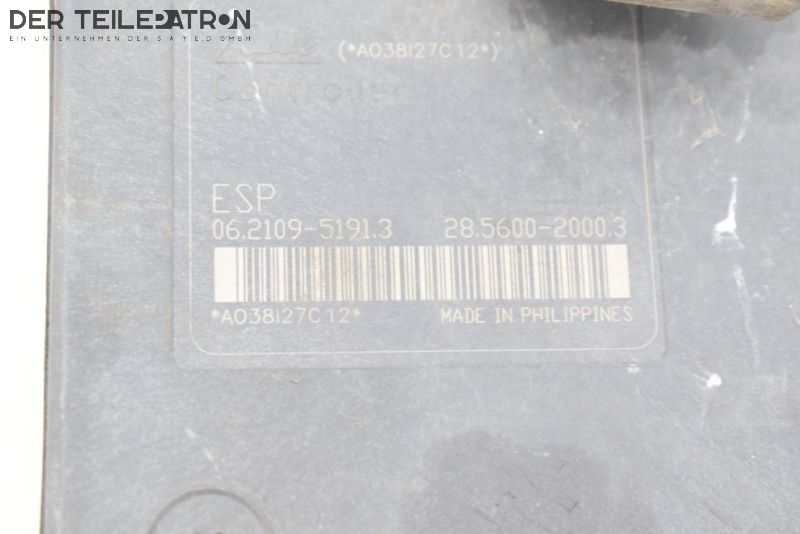 DER TEILEPATRON
EIN UNTERNEHMEN DER S A Y E D GMBH
(*A038I27C12*)
Controller
ESP
06.2109-5191.3 28.5600-2000.3
*A038I27C12* MADE IN PHILIPPINES